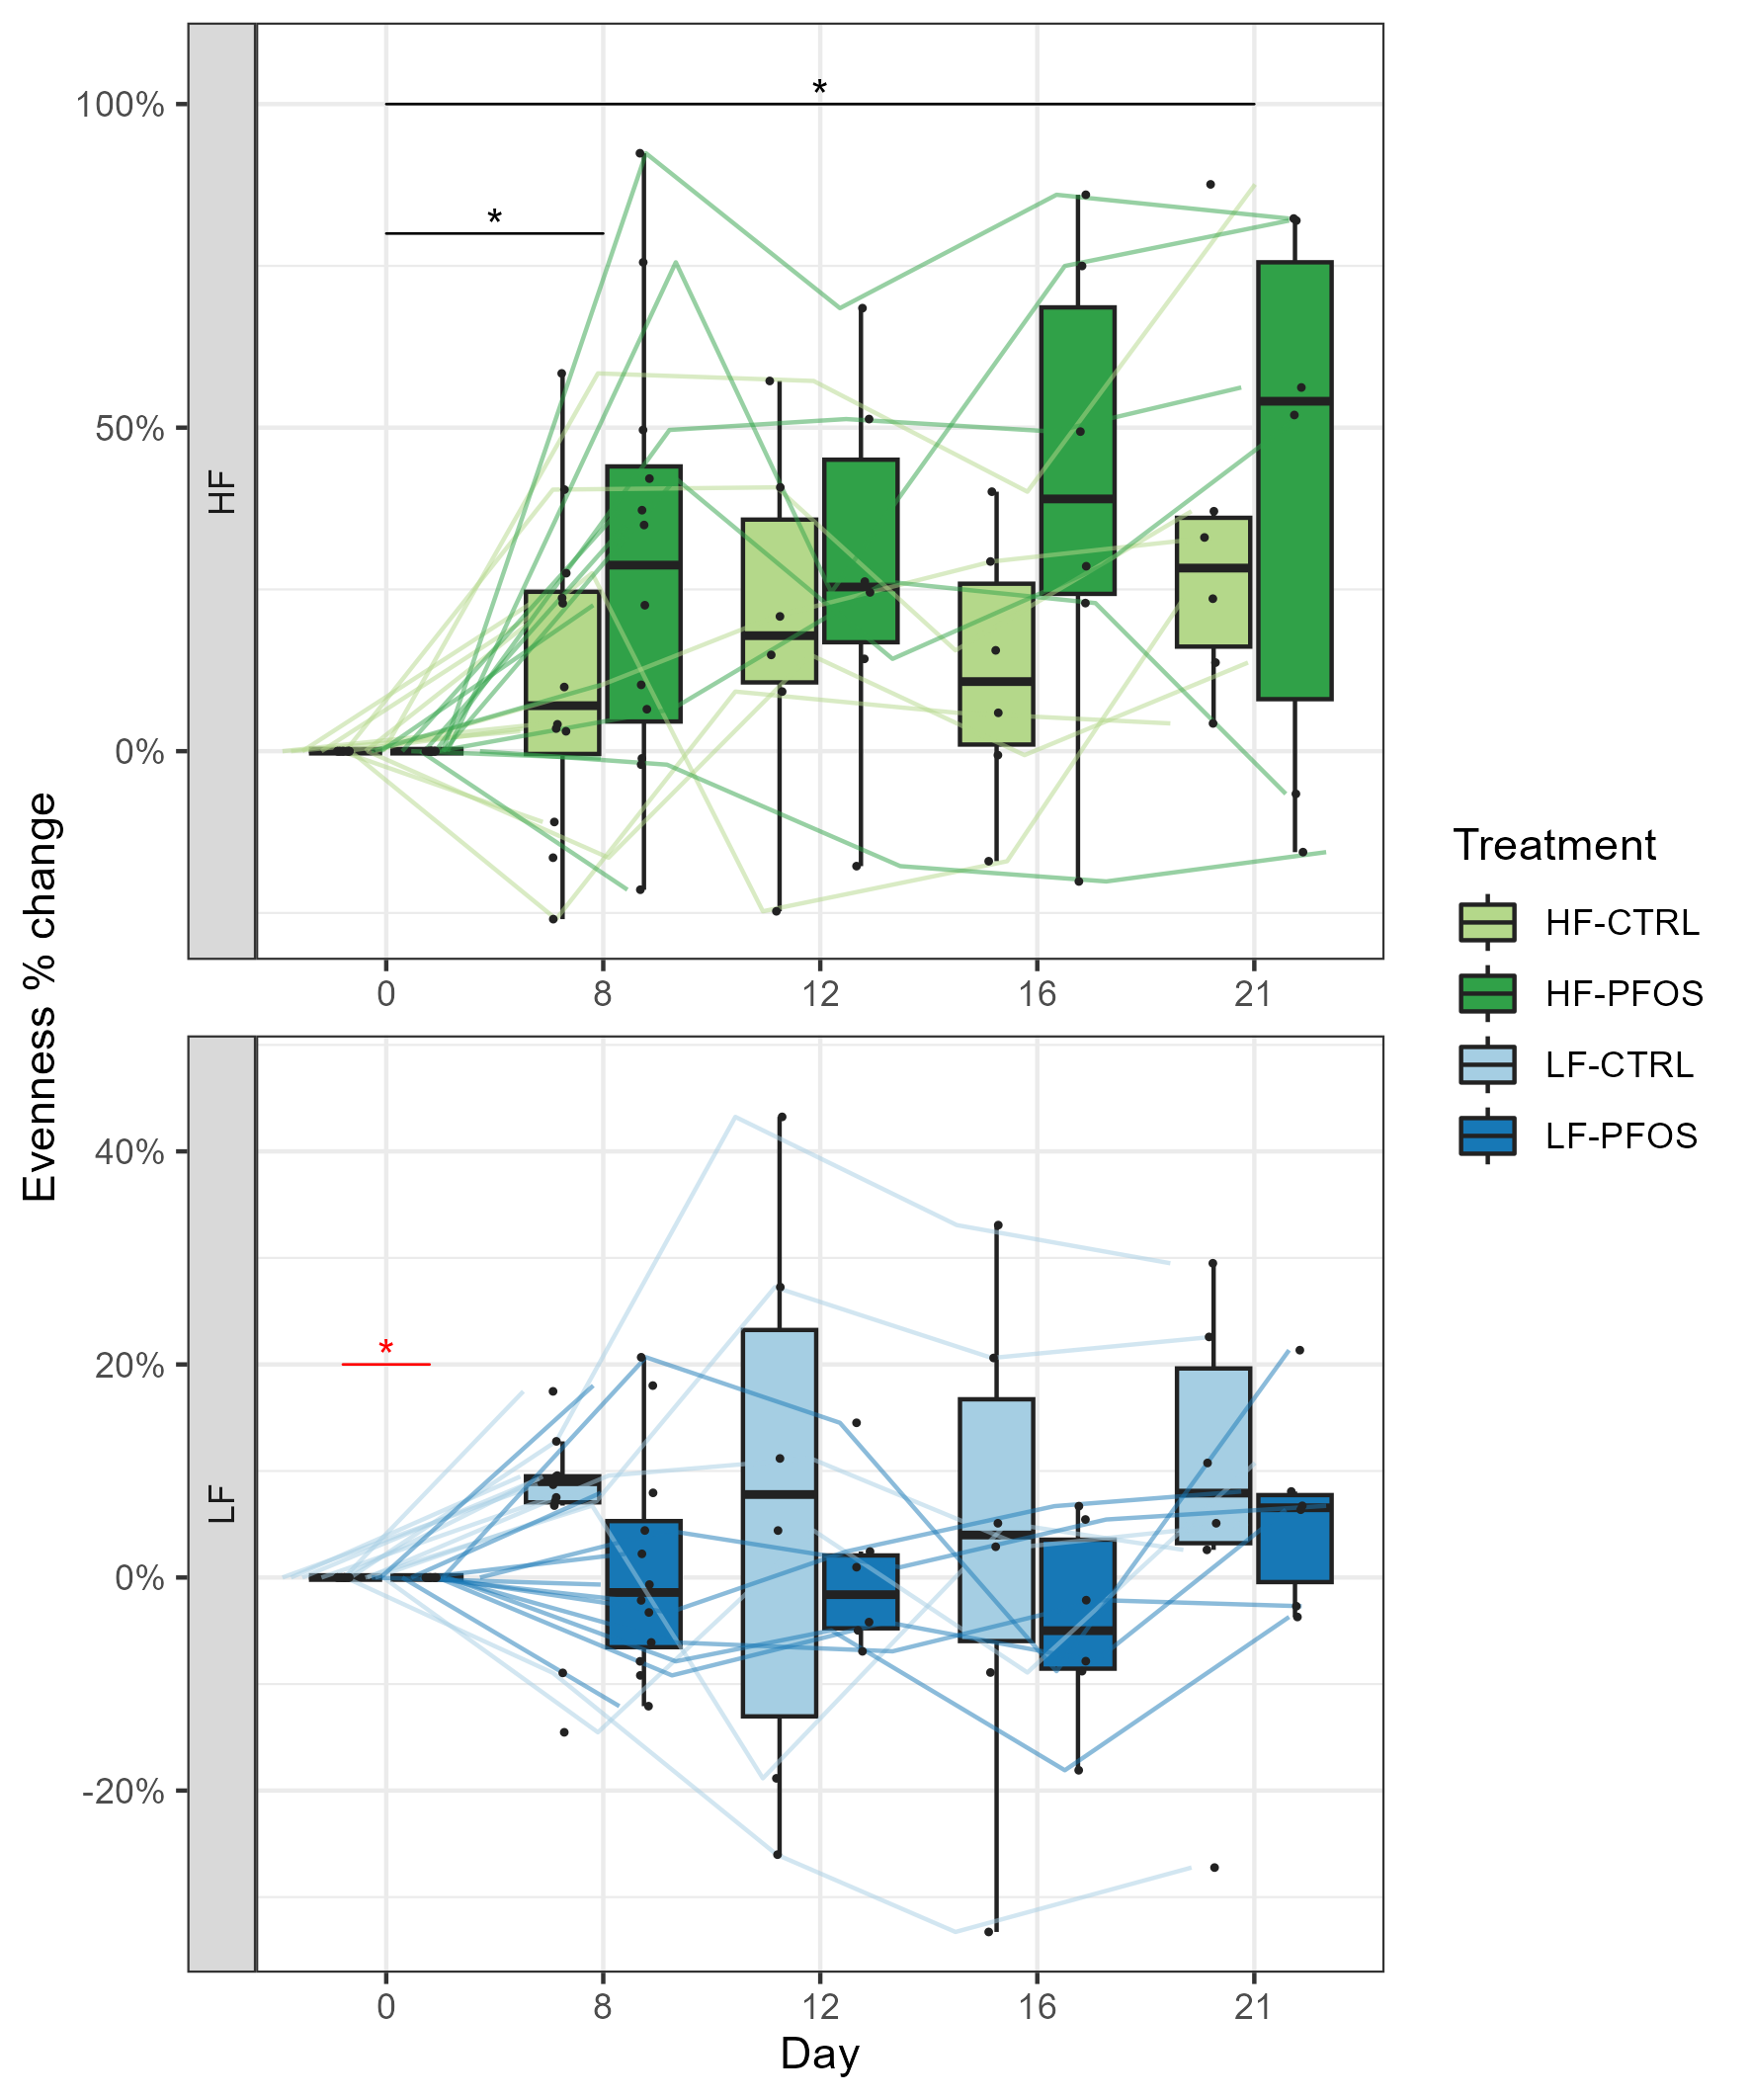 Evenness % change
HF
100%
50%
0%
*
*
0 8 12 16 21
LF
40%
20%
0%
-20%
*
0 8 12 16 21
Day
Treatment
HF-CTRL
HF-PFOS
LF-CTRL
LF-PFOS